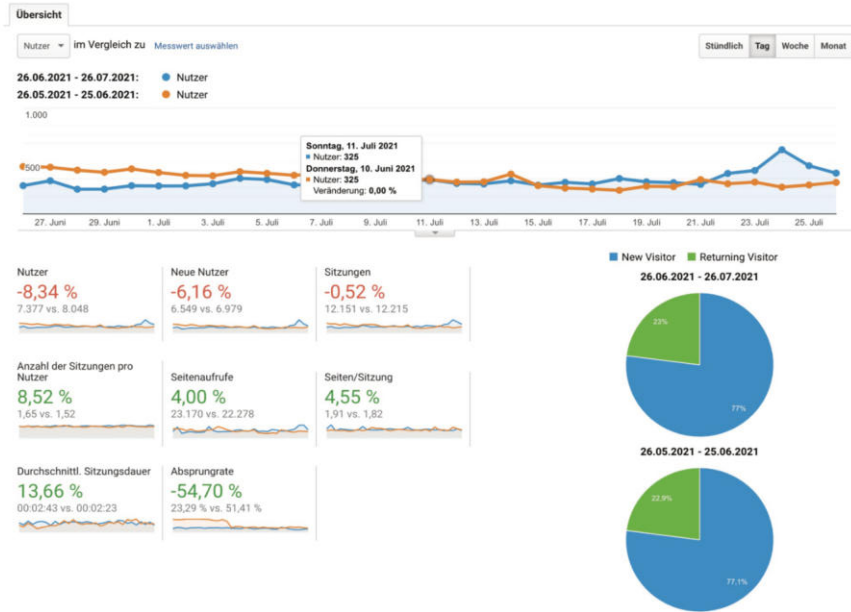 Übersicht
Nutzer im Vergleich zu Messwert auswählen
Stündlich Tag Woche Monat
26.06.2021 - 26.07.2021: Nutzer
26.05.2021 - 25.06.2021: Nutzer
1.000
500
Sonntag, 11. Juli 2021
Nutzer: 325
Donnerstag, 10. Juni 2021
Nutzer: 325
Veränderung: 0,00 %
27. Juni 29. Juni 1. Juli 3. Juli 5. Juli 7. Juli 9. Juli 11. Juli 13. Juli 15. Juli 17. Juli 19. Juli 21. Juli 23. Juli 25. Juli
Nutzer
-8,34 %
7.377 vs. 8.048
Neue Nutzer
-6,16 %
6.549 vs. 6.979
Sitzungen
-0,52 %
12.151 vs. 12.215
Anzahl der Sitzungen pro
Nutzer
8,52 %
1,65 vs. 1,52
Seitenaufrufe
4,00 %
23.170 vs. 22.278
Seiten/Sitzung
4,55 %
1,91 vs. 1,82
Durchschnittl. Sitzungsdauer
13,66 %
00:02:43 vs. 00:02:23
Absprungrate
-54,70 %
23,29 % vs. 51,41 %
New Visitor Returning Visitor
26.06.2021 - 26.07.2021
23%
77%
26.05.2021 - 25.06.2021
22,9%
77,1%